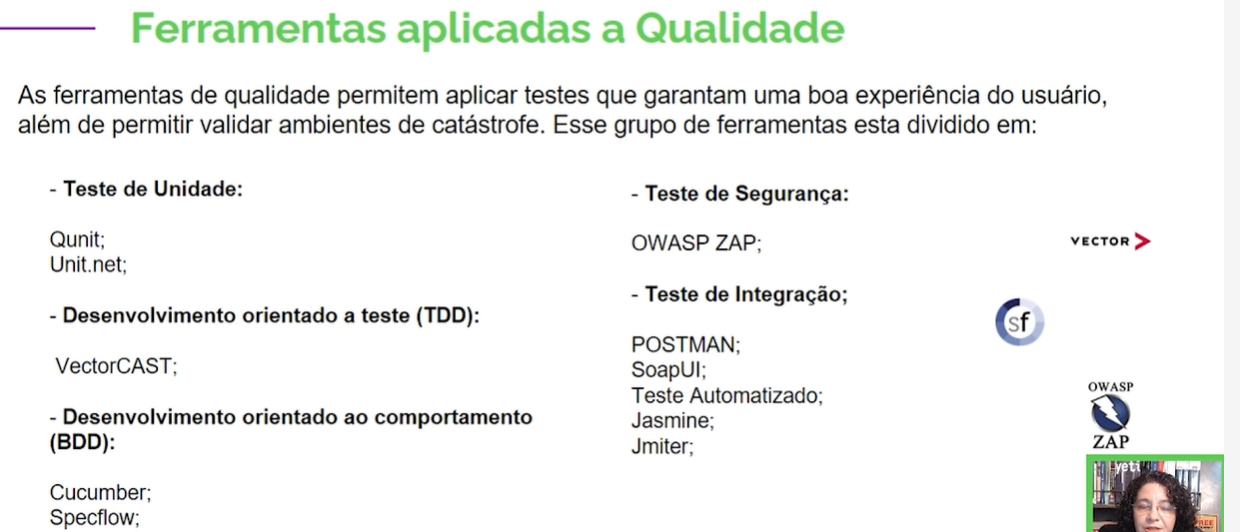 Ferramentas aplicadas a Qualidade
As ferramentas de qualidade permitem aplicar testes que garantam uma boa experiência do usuário,
além de permitir validar ambientes de catástrofe. Esse grupo de ferramentas esta dividido em:
- Teste de Unidade:
Qunit;
Unit.net;
- Desenvolvimento orientado a teste (TDD):
VectorCAST;
- Desenvolvimento orientado ao comportamento
(BDD):
Cucumber;
Specflow;
- Teste de Segurança:
OWASP ZAP;
- Teste de Integração;
POSTMAN;
SoapUI;
Teste Automatizado;
Jasmine;
Jmiter;
VECTOR
sf
OWASP
ZAP
yeti
FREE